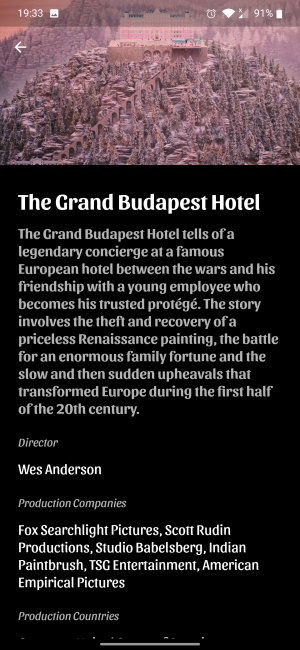 19:33
91%
The Grand Budapest Hotel
The Grand Budapest Hotel tells of a
legendary concierge at a famous
European hotel between the wars and his
friendship with a young employee who
becomes his trusted protégé. The story
involves the theft and recovery of a
priceless Renaissance painting, the battle
for an enormous family fortune and the
slow and then sudden upheavals that
transformed Europe during the first half
of the 20th century.
Director
Wes Anderson
Production Companies
Fox Searchlight Pictures, Scott Rudin
Productions, Studio Babelsberg, Indian
Paintbrush, TSG Entertainment, American
Empirical Pictures
Production Countries